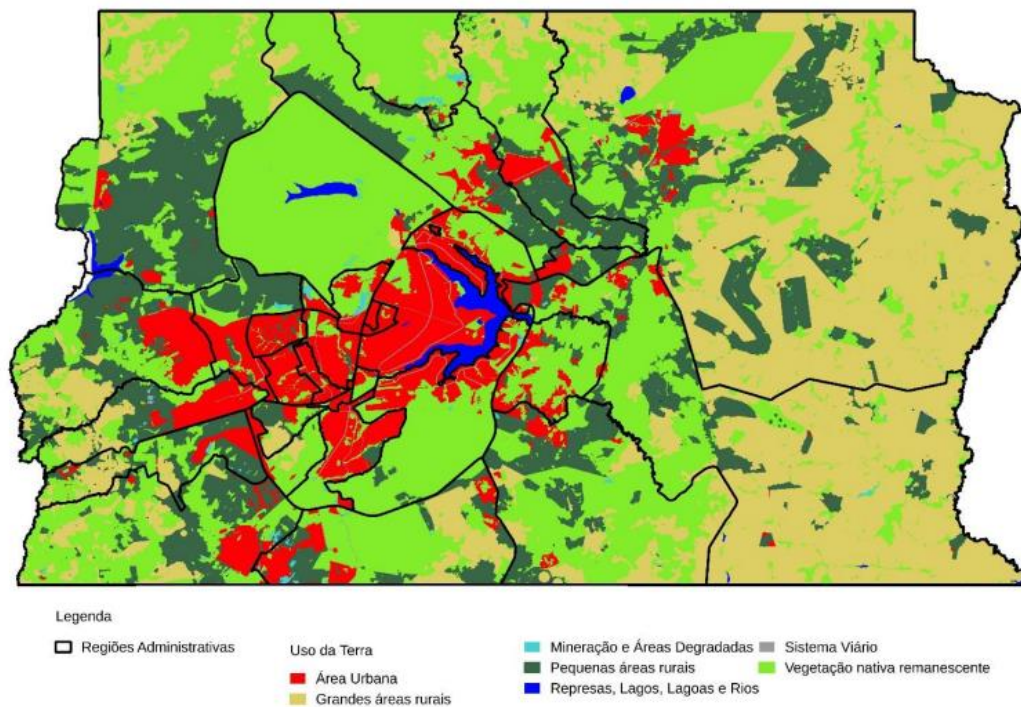 Legenda
Regiões Administrativas
Uso da Terra
Área Urbana
Grandes áreas rurais
Mineração e Áreas Degradadas
Pequenas áreas rurais
Represas, Lagos, Lagoas e Rios
Sistema Viário
Vegetação nativa remanescente